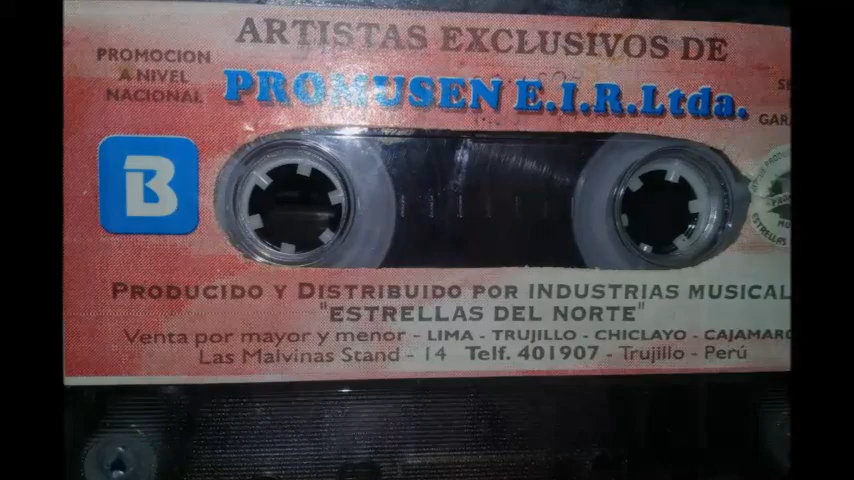 ARTISTAS EXCLUSIVOS DE
PROMOCION
A NIVEL
NACIONAL
PROMUSEN E.I.R.Ltda.
B
PRODUCIDO Y DISTRIBUIDO POR INDUSTRIAS MUSICAL
"ESTRELLAS DEL NORTE"
Venta por mayor y menor - LIMA - TRUJILLO - CHICLAYO - CAJAMARC
Las Malvinas Stand - 14 Telf. 401907 - Trujillo - Perú